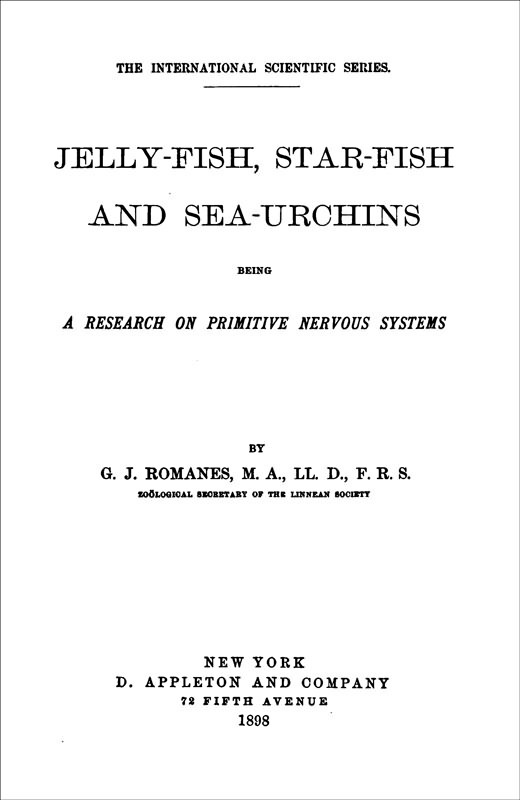 THE INTERNATIONAL SCIENTIFIC SERIES.
JELLY-FISH, STAR-FISH
AND SEA-URCHINS
BEING
A RESEARCH ON PRIMITIVE NERVOUS SYSTEMS
BY
G. J. ROMANES, M. A., LL. D., F. R. S.
ZOÖLOGICAL SECRETARY OF THE LINNEAN SOCIETY
NEW YORK
D. APPLETON AND COMPANY
72 FIFTH AVENUE
1898